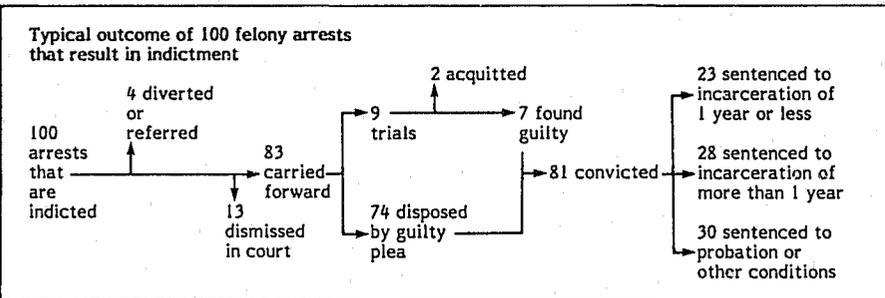 Typical outcome of 100 felony arrests
that result in indictment
4 diverted
or
referred
100
arrests
that
are
indicted
13
dismissed
in court
83
carried
forward
9
trials
2 acquitted
7 found
guilty
74 disposed
by guilty
plea
81 convicted
23 sentenced to
incarceration of
1 year or less
28 sentenced to
incarceration of
more than 1 year
30 sentenced to
probation or
other conditions